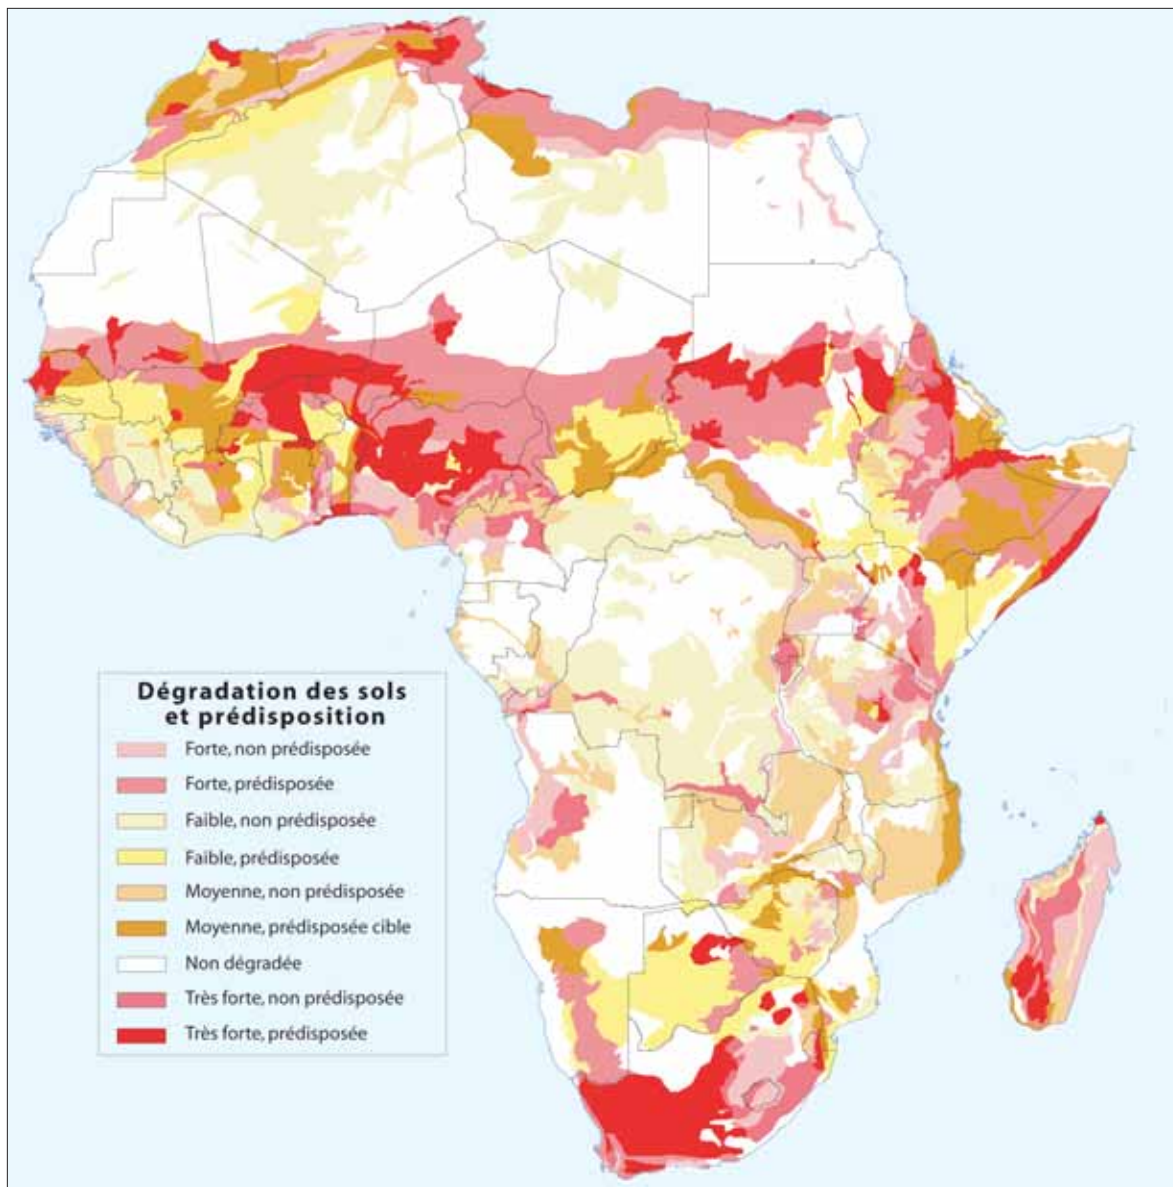 Dégradation des sols
et prédisposition
Forte, non prédisposée
Forte, prédisposée
Faible, non prédisposée
Faible, prédisposée
Moyenne, non prédisposée
Moyenne, prédisposée cible
Non dégradée
Très forte, non prédisposée
Très forte, prédisposée